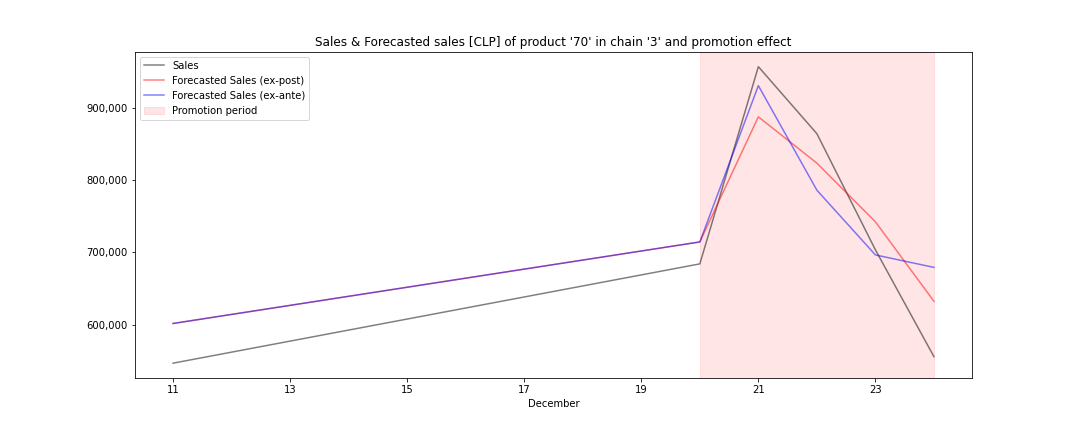 Sales & Forecasted sales [CLP] of product '70' in chain '3' and promotion effect
Sales
Forecasted Sales (ex-post)
Forecasted Sales (ex-ante)
Promotion period
900,000
800,000
700,000
600,000
11 13 15 17 19 21 23
December